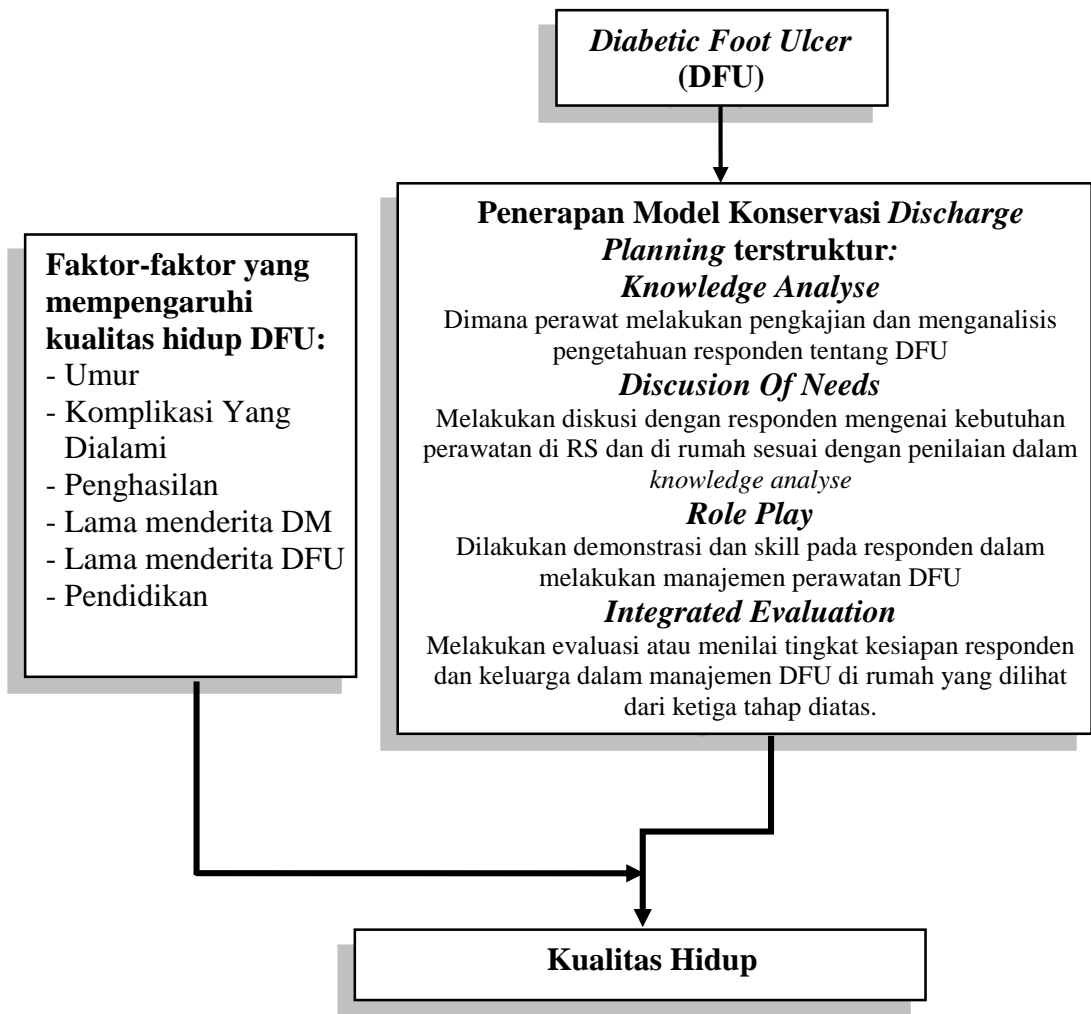 Diabetic Foot Ulcer
(DFU)
Penerapan Model Konservasi Discharge
Planning terstruktur:
Knowledge Analyse
Dimana perawat melakukan pengkajian dan menganalisis
pengetahuan responden tentang DFU
Discusion Of Needs
Melakukan diskusi dengan responden mengenai kebutuhan
perawatan di RS dan di rumah sesuai dengan penilaian dalam
knowledge analyse
Role Play
Dilakukan demonstrasi dan skill pada responden dalam
melakukan manajemen perawatan DFU
Integrated Evaluation
Melakukan evaluasi atau menilai tingkat kesiapan responden
dan keluarga dalam manajemen DFU di rumah yang dilihat
dari ketiga tahap diatas.
Faktor-faktor yang
mempengaruhi
kualitas hidup DFU:
- Umur
- Komplikasi Yang
Dialami
- Penghasilan
- Lama menderita DM
- Lama menderita DFU
- Pendidikan
Kualitas Hidup